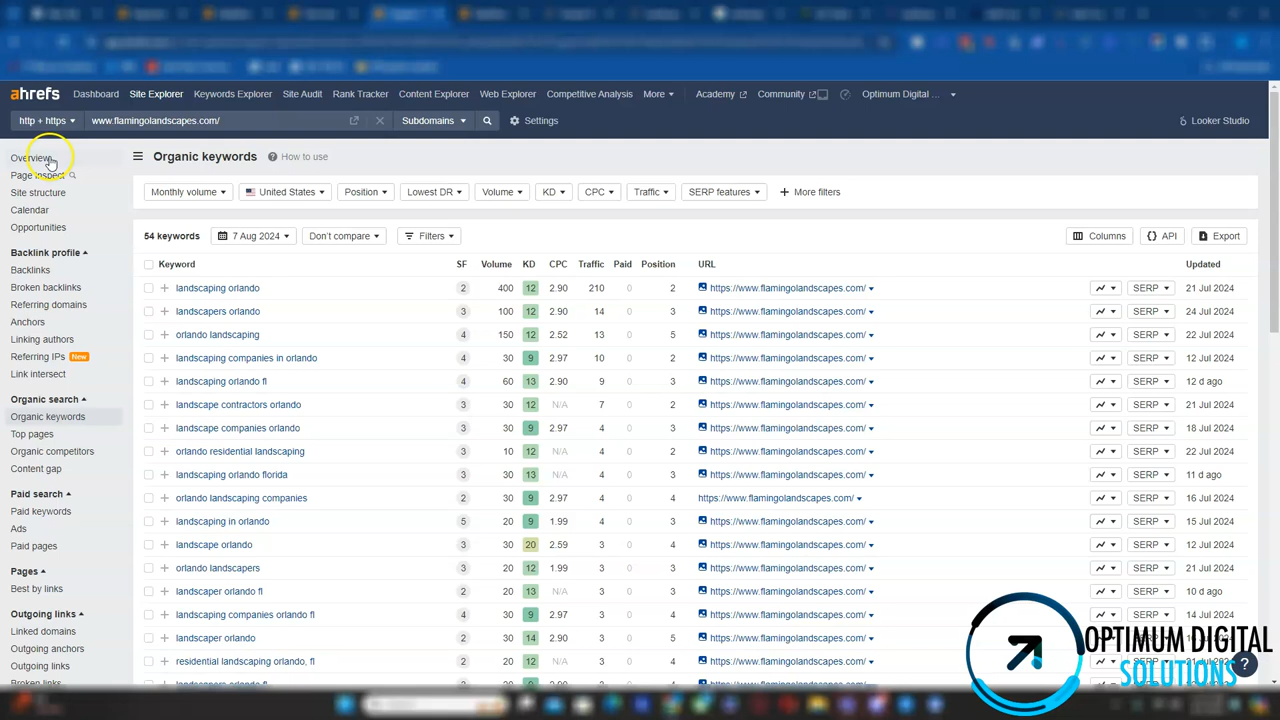 ahrefs Dashboard Site Explorer Keywords Explorer Site Audit Rank Tracker Content Explorer Web Explorer Competitive Analysis More Academy Community Optimum Digital ...
http + https www.flamingolandscapes.com/ Subdomains Settings Looker Studio
Overview
Page inspect
Site structure
Calendar
Opportunities
Backlink profile
Backlinks
Broken backlinks
Referring domains
Anchors
Linking authors
Referring IPs New
Link intersect
Organic search
Organic keywords
Top pages
Organic competitors
Content gap
Paid search
Paid keywords
Ads
Paid pages
Pages
Best by links
Outgoing links
Linked domains
Outgoing anchors
Outgoing links
Broken links
Organic keywords ? How to use
Monthly volume United States Position Lowest DR Volume KD CPC Traffic SERP features + More filters
54 keywords 7 Aug 2024 Don't compare Filters Columns {} API Export
Keyword SF Volume KD CPC Traffic Paid Position URL Updated
landscaping orlando 2 400 12 2.90 210 0 2 https://www.flamingolandscapes.com/ SERP 21 Jul 2024
landscapers orlando 3 100 12 2.90 14 0 3 https://www.flamingolandscapes.com/ SERP 24 Jul 2024
orlando landscaping 4 150 12 2.52 13 0 5 https://www.flamingolandscapes.com/ SERP 22 Jul 2024
landscaping companies in orlando 4 30 9 2.97 10 0 2 https://www.flamingolandscapes.com/ SERP 12 Jul 2024
landscaping orlando fl 4 60 13 2.90 9 0 3 https://www.flamingolandscapes.com/ SERP 12 d ago
landscape contractors orlando 3 30 12 N/A 7 0 2 https://www.flamingolandscapes.com/ SERP 21 Jul 2024
landscape companies orlando 3 30 9 2.97 4 0 3 https://www.flamingolandscapes.com/ SERP 18 Jul 2024
orlando residential landscaping 3 10 12 N/A 4 0 2 https://www.flamingolandscapes.com/ SERP 22 Jul 2024
landscaping orlando florida 3 30 13 N/A 4 0 3 https://www.flamingolandscapes.com/ SERP 11 d ago
orlando landscaping companies 2 30 9 2.97 4 0 4 https://www.flamingolandscapes.com/ SERP 16 Jul 2024
landscaping in orlando 5 20 9 1.99 4 0 3 https://www.flamingolandscapes.com/ SERP 15 Jul 2024
landscape orlando 3 30 20 2.59 3 0 4 https://www.flamingolandscapes.com/ SERP 12 Jul 2024
orlando landscapers 3 20 12 1.99 3 0 3 https://www.flamingolandscapes.com/ SERP 22 Jul 2024
landscaper orlando fl 2 30 13 N/A 3 0 4 https://www.flamingolandscapes.com/ SERP 10 d ago
landscaping companies orlando fl 4 30 9 2.97 3 0 4 https://www.flamingolandscapes.com/ SERP 14 Jul 2024
landscaper orlando 2 30 14 2.90 3 0 5 https://www.flamingolandscapes.com/ SERP
residential landscaping orlando, fl 2 20 12 N/A 3 0 4 https://www.flamingolandscapes.com/
landscapers orlando fl
OPTIMUM DIGITAL
SOLUTIONS
?